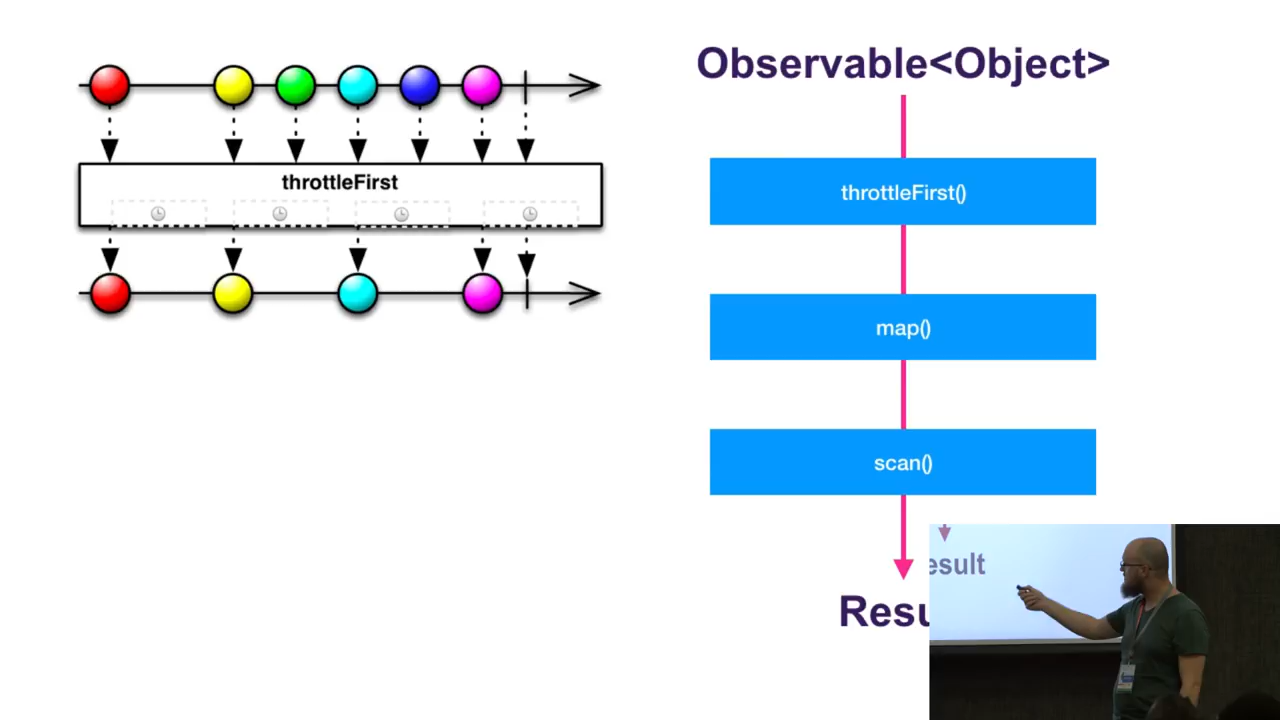 Observable<Object>
throttleFirst
throttleFirst()
map()
scan()
Resu
esult